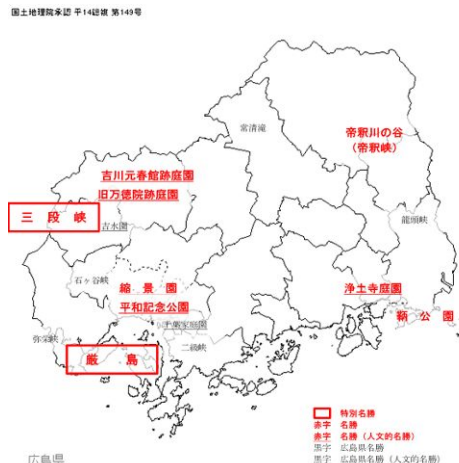 国土地理院承認 平14総複 第149号
常清滝
帝釈川の谷
(帝釈峡)
吉川元春館跡庭園
旧万徳院跡庭園
三段峡
吉水園
龍頭峡
石ヶ谷峡
縮景園
平和記念公園
浄土寺庭園
鞆公園
弥栄峡
二級峡
厳島
特別名勝
赤字 名勝
赤字 名勝(人文的名勝)
黒字 広島県名勝
黒字 広島県名勝(人文的名勝)
広島県